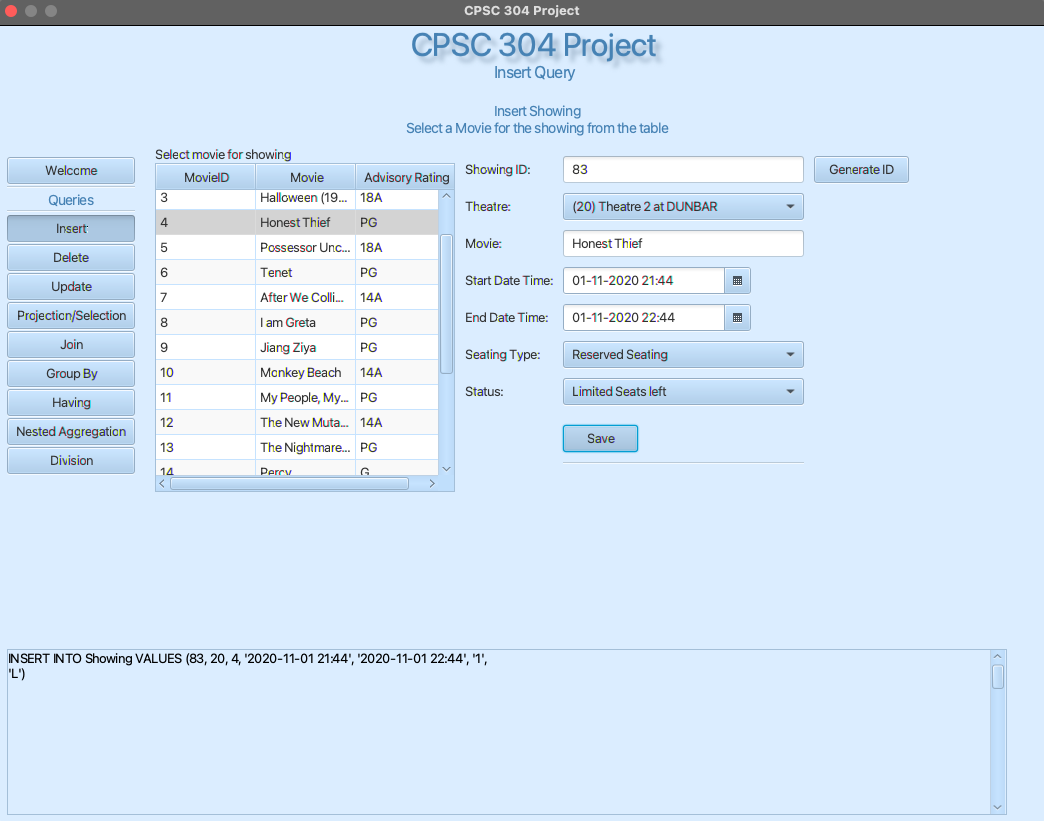 CPSC 304 Project
CPSC 304 Project
Insert Query
Insert Showing
Select a Movie for the showing from the table
Welcome
Queries
Insert
Delete
Update
Projection/Selection
Join
Group By
Having
Nested Aggregation
Division
Select movie for showing
MovieID Movie Advisory Rating
3 Halloween (19... 18A
4 Honest Thief PG
5 Possessor Unc... 18A
6 Tenet PG
7 After We Colli... 14A
8 I am Greta PG
9 Jiang Ziya PG
10 Monkey Beach 14A
11 My People, My... PG
12 The New Muta... 14A
13 The Nightmare... PG
14 Percy G
Showing ID: 83 Generate ID
Theatre: (20) Theatre 2 at DUNBAR
Movie: Honest Thief
Start Date Time: 01-11-2020 21:44
End Date Time: 01-11-2020 22:44
Seating Type: Reserved Seating
Status: Limited Seats left
Save
INSERT INTO Showing VALUES (83, 20, 4, '2020-11-01 21:44', '2020-11-01 22:44', '1',
'L')